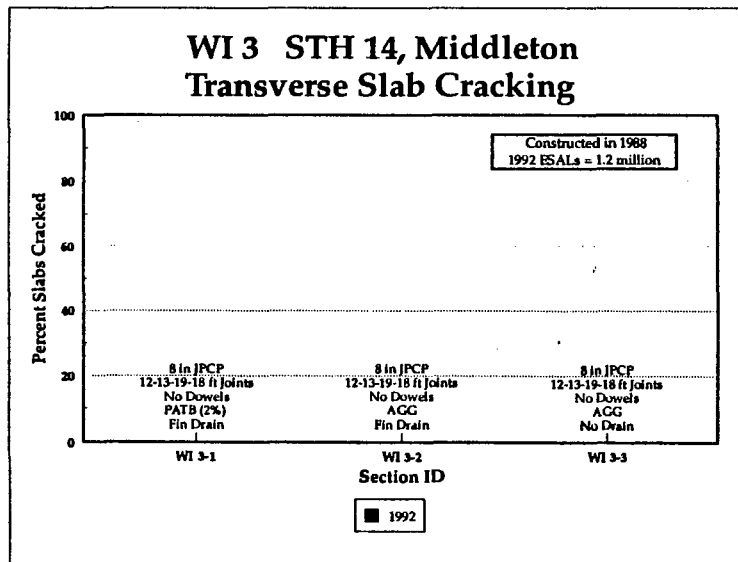 WI 3 STH 14, Middleton
Transverse Slab Cracking
Constructed in 1988
1992 ESALs = 1.2 million
Percent Slabs Cracked
100
80
60
40
20
0
8 in JPCP
12-13-19-18 ft Joints
No Dowels
PATB (2%)
Fin Drain
8 in JPCP
12-13-19-18 ft Joints
No Dowels
AGG
Fin Drain
8 in JPCP
12-13-19-18 ft Joints
No Dowels
AGG
No Drain
WI 3-1
WI 3-2
WI 3-3
Section ID
1992